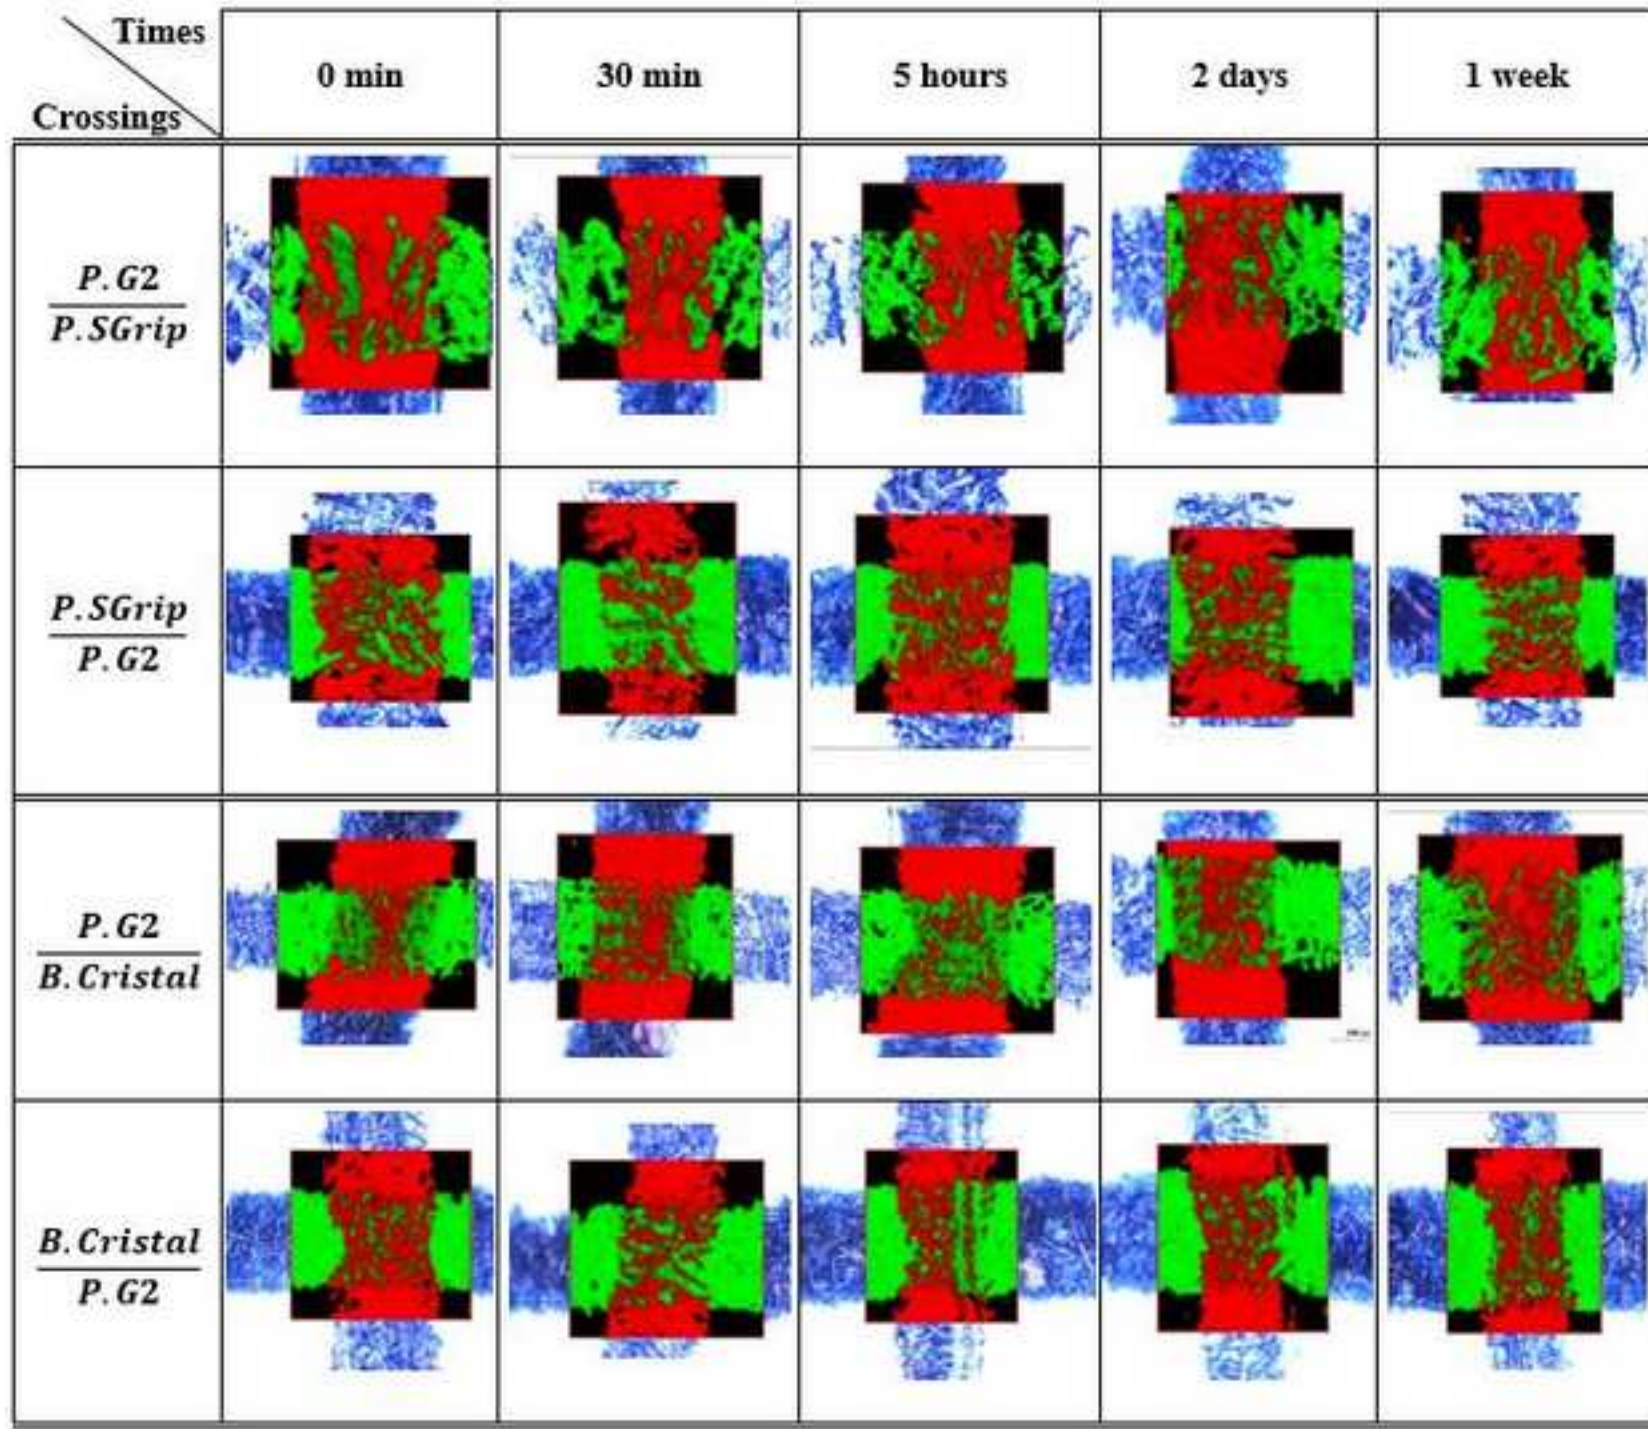 Times
Crossings
0 min
30 min
5 hours
2 days
1 week
P.G2
P.SGrip
P.SGrip
P.G2
P.G2
B.Cristal
B.Cristal
P.G2